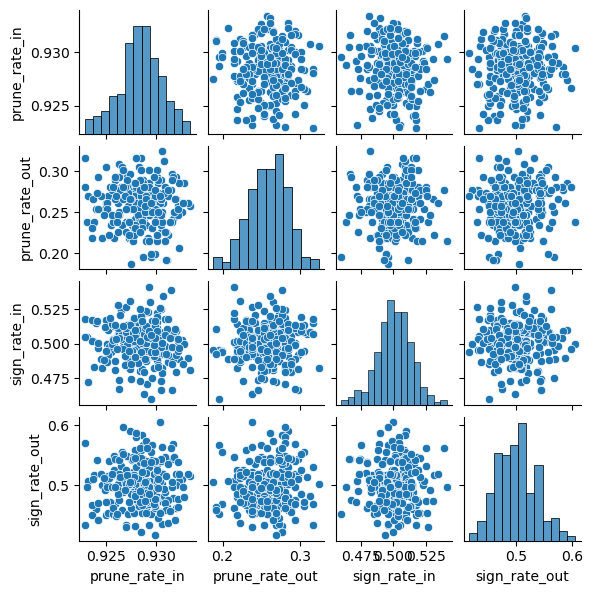 prune_rate_in
0.930
0.925
prune_rate_out
0.30
0.25
0.20
sign_rate_in
0.525
0.500
0.475
sign_rate_out
0.6
0.5
0.925 0.930 0.2 0.3 0.475 0.500 0.525 0.5 0.6
prune_rate_in prune_rate_out sign_rate_in sign_rate_out